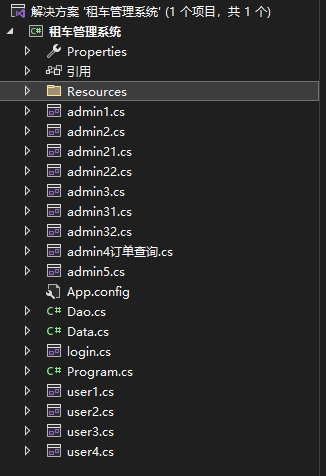 解决方案 '租车管理系统' (1 个项目，共 1 个)
租车管理系统
Properties
引用
Resources
admin1.cs
admin2.cs
admin21.cs
admin22.cs
admin3.cs
admin31.cs
admin32.cs
admin4订单查询.cs
admin5.cs
App.config
C# Dao.cs
C# Data.cs
login.cs
C# Program.cs
user1.cs
user2.cs
user3.cs
user4.cs